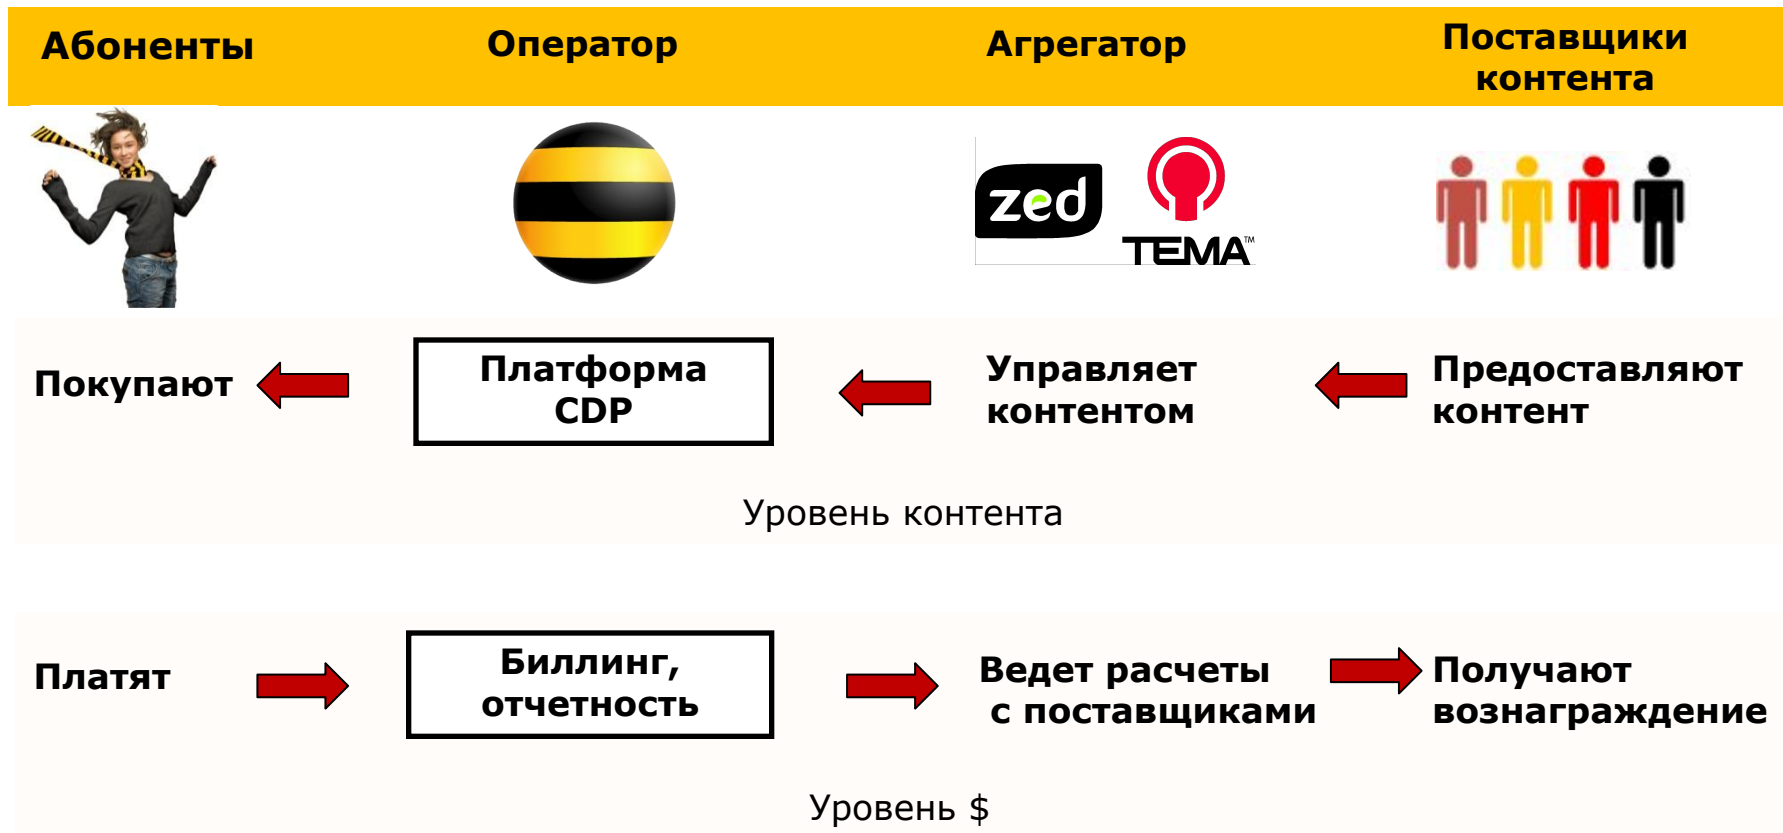 Абоненты
Оператор
Агрегатор
Поставщики
контента
zed
TEMA™
Покупают
Платформа
CDP
Управляет
контентом
Предоставляют
контент
Уровень контента
Платят
Биллинг,
отчетность
Ведет расчеты
с поставщиками
Получают
вознаграждение
Уровень $